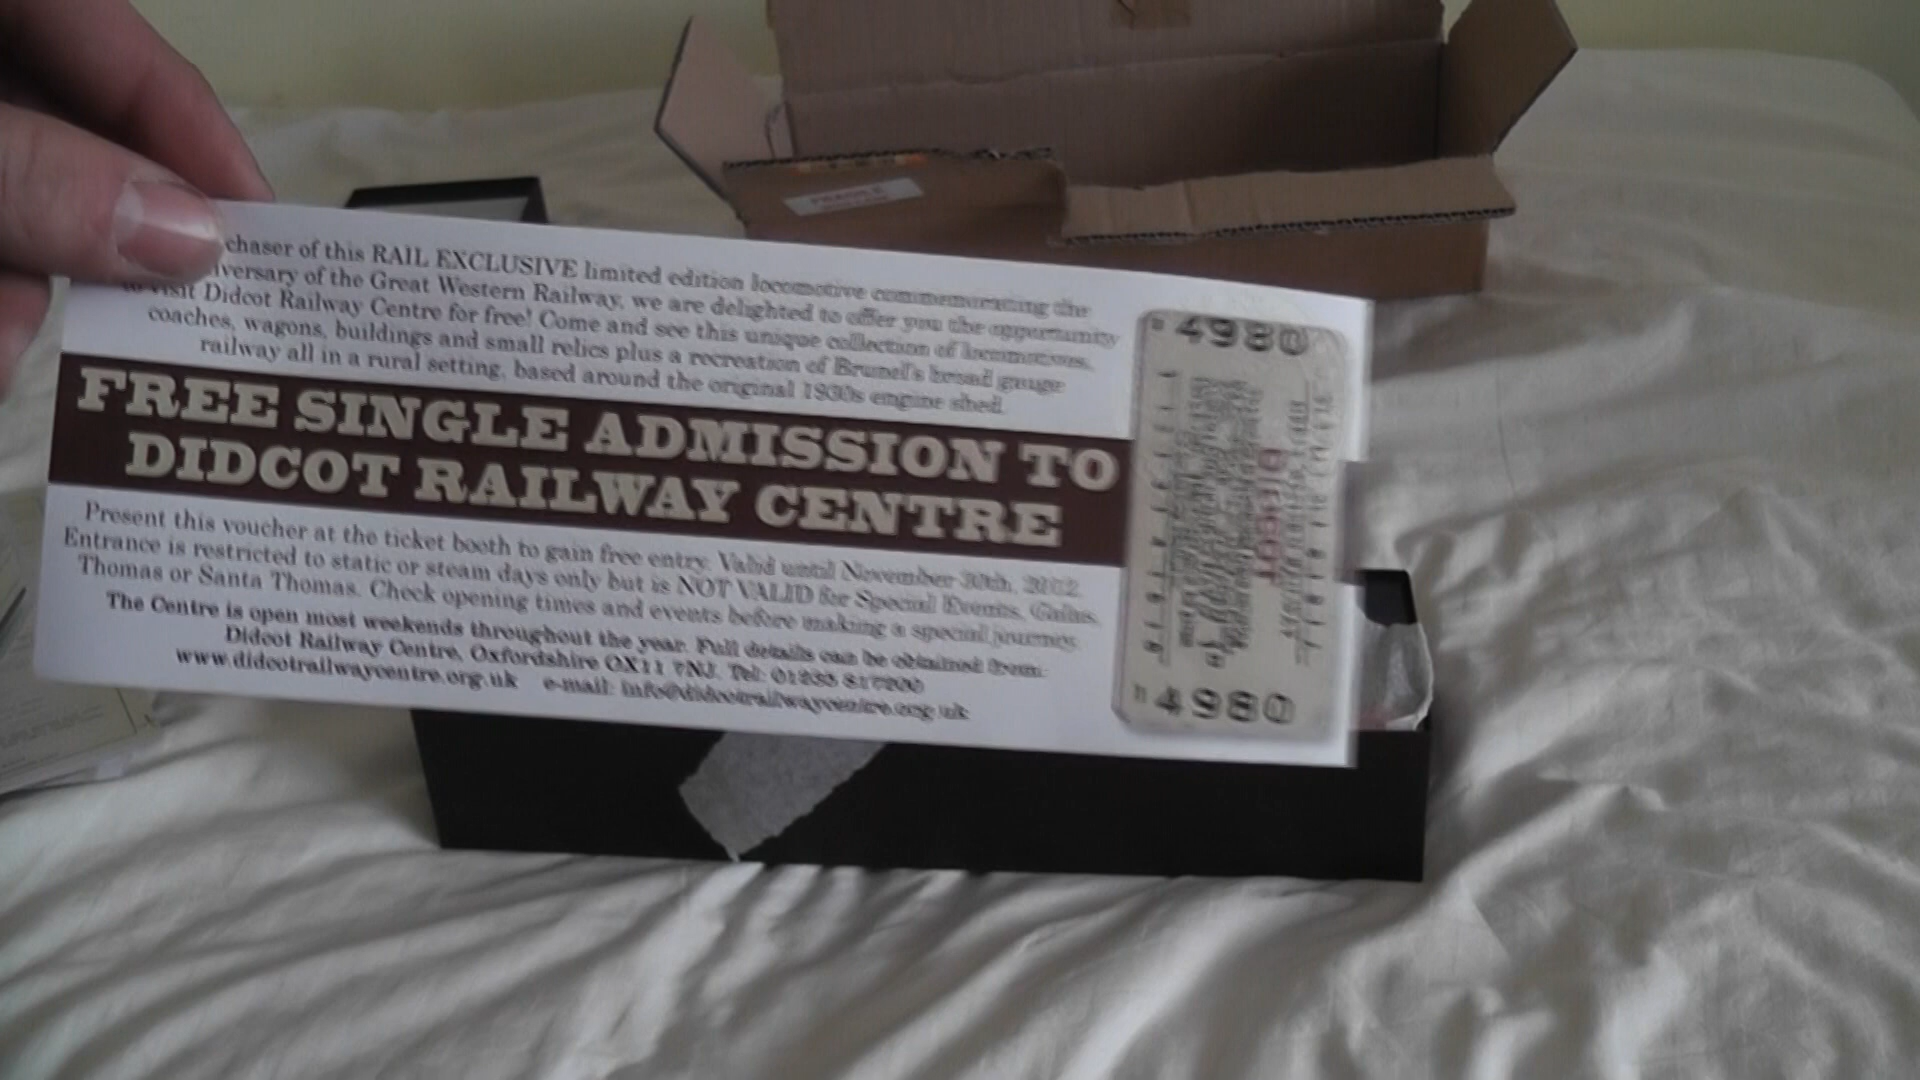 chaser of this RAIL EXCLUSIVE limited edition locomotive commemorating the
iversary of the Great Western Railway, we are delighted to offer you the opportunity
to visit Didcot Railway Centre for free! Come and see this unique collection of locomotives,
coaches, wagons, buildings and small relics plus a recreation of Brunel's broad gauge
railway all in a rural setting, based around the original 1930s engine shed.
FREE SINGLE ADMISSION TO
DIDCOT RAILWAY CENTRE
Present this voucher at the ticket booth to gain free entry. Valid until November 30th, 2012.
Entrance is restricted to static or steam days only but is NOT VALID for Special Events, Galas,
Thomas or Santa Thomas. Check opening times and events before making a special journey.
The Centre is open most weekends throughout the year. Full details can be obtained from:
Didcot Railway Centre, Oxfordshire OX11 7NJ. Tel: 01235 817200
www.didcotrailwaycentre.org.uk e-mail: info@didcotrailwaycentre.org.uk
4980
DIDCOT
4980
FRAGILE